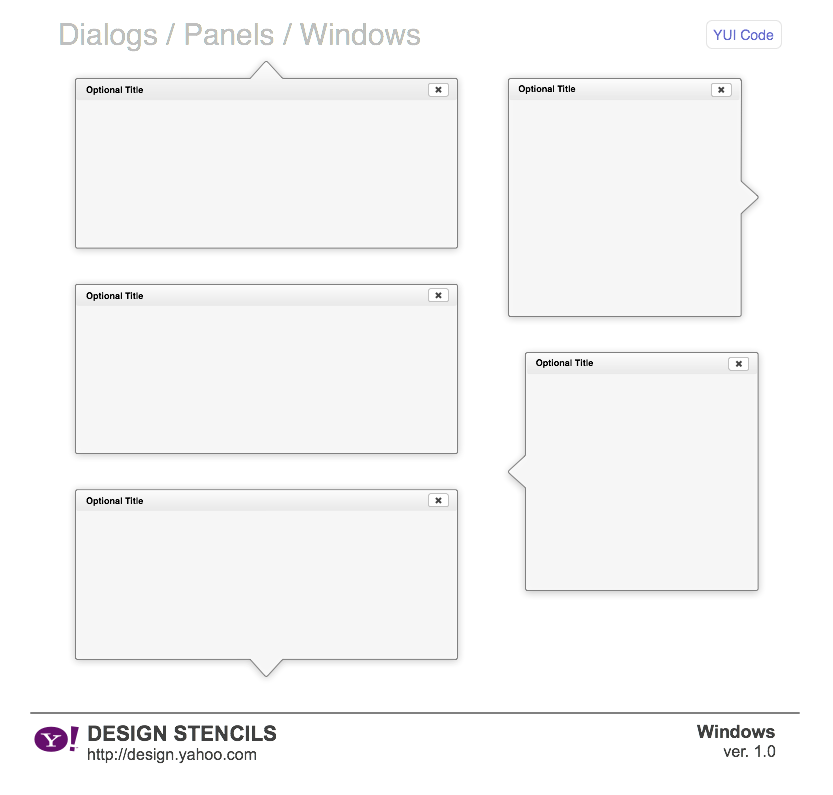 Dialogs / Panels / Windows
YUI Code
Optional Title
Optional Title
Optional Title
Optional Title
Optional Title
Y!
DESIGN STENCILS
http://design.yahoo.com
Windows
ver. 1.0